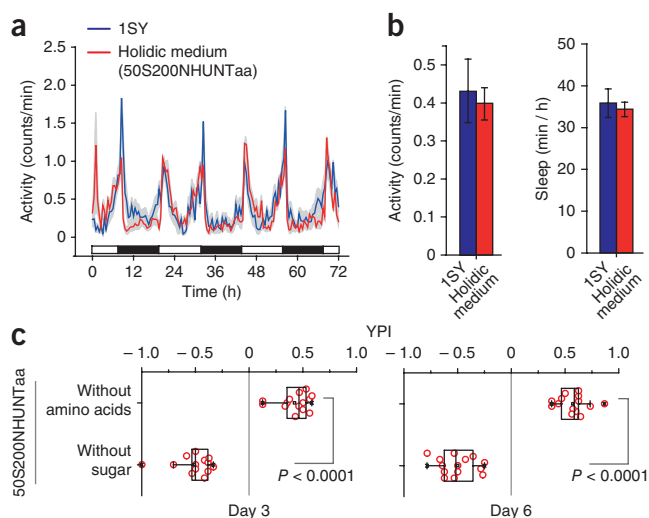 a
1SY
Holidic medium
(50S200NHUNTaa)
Activity (counts/min)
2.5
2.0
1.5
1.0
0.5
0
0 12 24 36 48 60 72
Time (h)
b
Activity (counts/min)
0.5
0.4
0.3
0.2
0.1
0
1SY
Holidic
medium
Sleep (min / h)
50
40
30
20
10
0
1SY
Holidic
medium
c
YPI
−1.0 −0.5 0 0.5 1.0
−1.0 −0.5 0 0.5 1.0
50S200NHUNTaa
Without
amino acids
Without
sugar
P < 0.0001
P < 0.0001
Day 3
Day 6